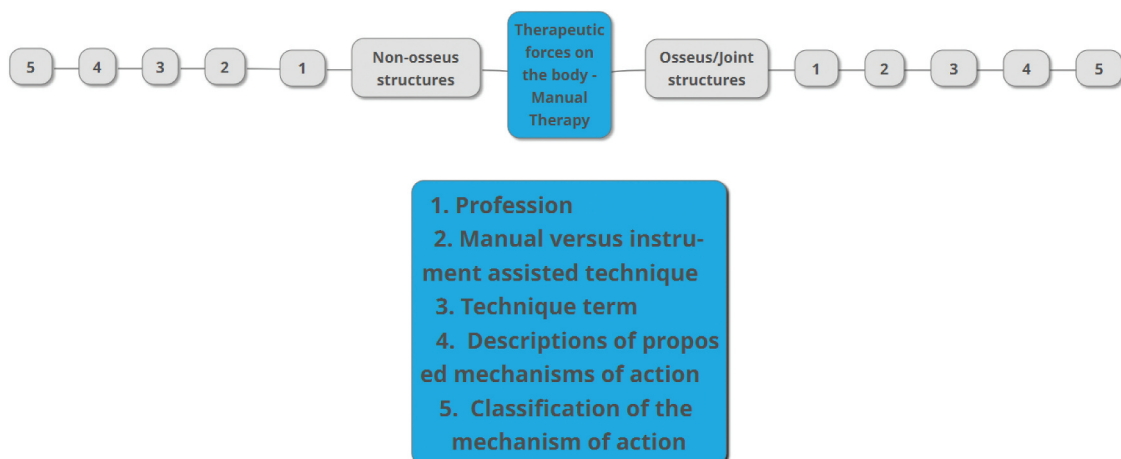 Therapeutic
forces on
the body -
Manual
Therapy
5
4
3
2
1
Non-osseus
structures
Osseus/Joint
structures
1
2
3
4
5
1. Profession
2. Manual versus instru-
ment assisted technique
3. Technique term
4. Descriptions of propos
ed mechanisms of action
5. Classification of the
mechanism of action